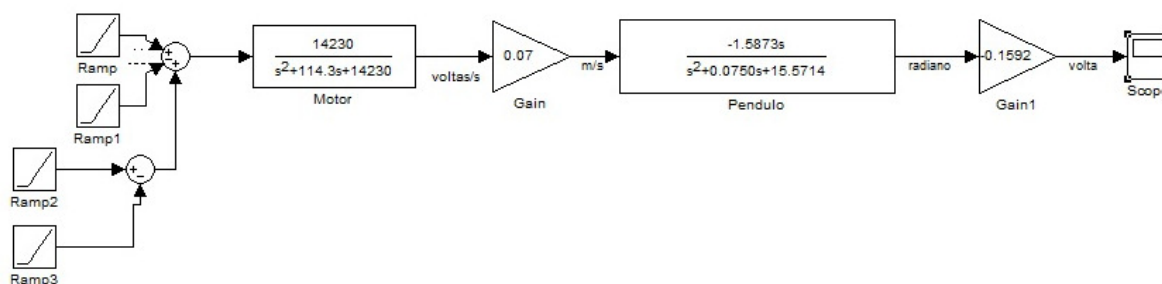 Ramp
Ramp1
Ramp2
Ramp3
14230
s²+114.3s+14230
Motor
voltas/s
0.07
Gain
m/s
-1.5873s
s²+0.0750s+15.5714
Pendulo
radiano
-0.1592
Gain1
volta
Scope